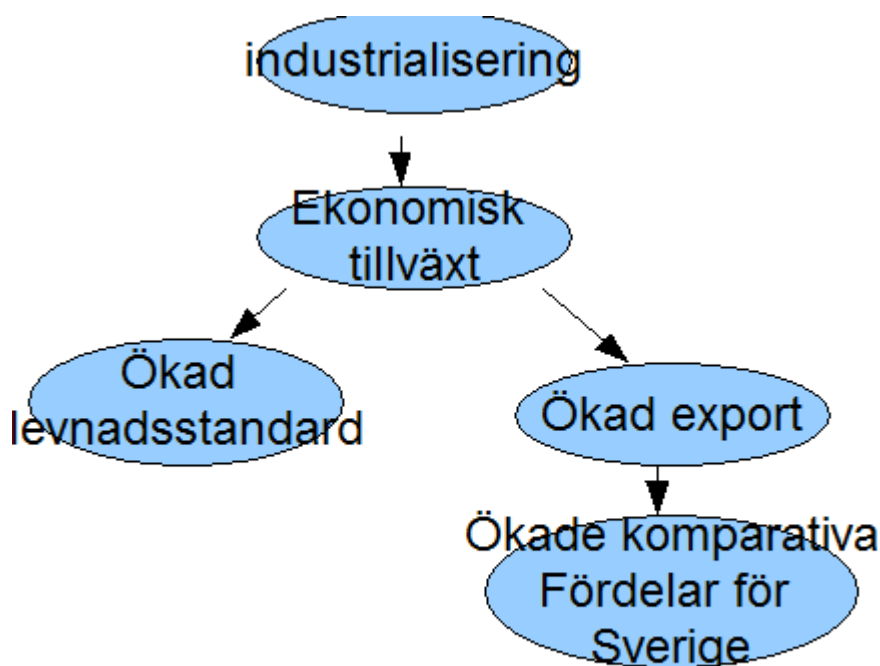 industrialisering
Ekonomisk
tillväxt
Ökad
levnadsstandard
Ökad export
Ökade komparativa
Fördelar för
Sverige